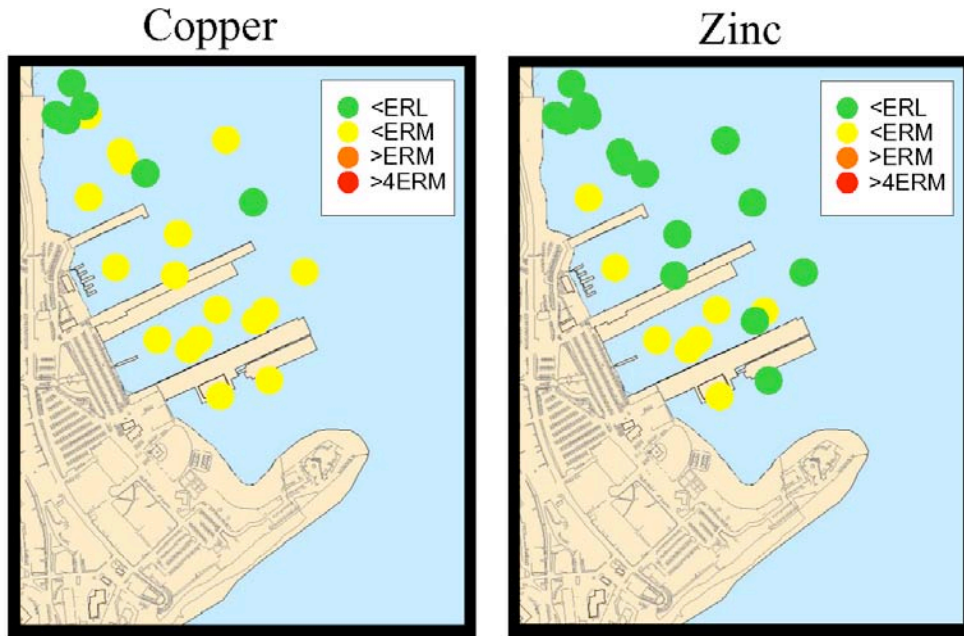 Copper
<ERL
<ERM
>ERM
>4ERM
Zinc
<ERL
<ERM
>ERM
>4ERM